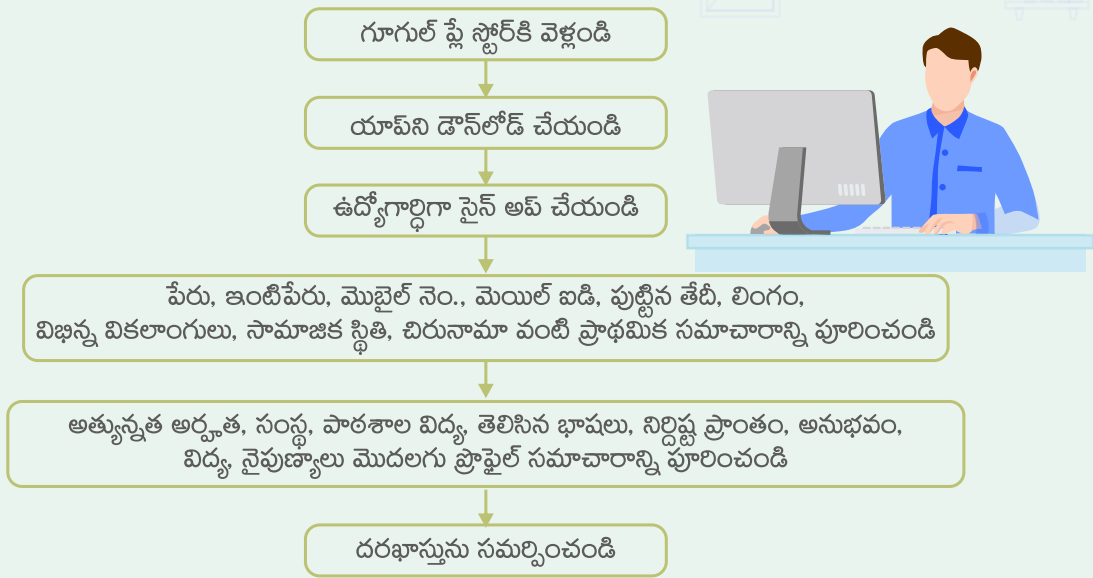 గూగుల్ ప్లే స్టోర్‌కి వెళ్లండి
యాప్‌ని డౌన్‌లోడ్ చేయండి
ఉద్యోగార్ధిగా సైన్ అప్ చేయండి
పేరు, ఇంటిపేరు, మొబైల్ నెం., మెయిల్ ఐడి, పుట్టిన తేదీ, లింగం,
విభిన్న వికలాంగులు, సామాజిక స్థితి, చిరునామా వంటి ప్రాథమిక సమాచారాన్ని పూరించండి
అత్యున్నత అర్హత, సంస్థ, పాఠశాల విద్య, తెలిసిన భాషలు, నిర్దిష్ట ప్రాంతం, అనుభవం,
విద్య, నైపుణ్యాలు మొదలగు ప్రొఫైల్ సమాచారాన్ని పూరించండి
దరఖాస్తును సమర్పించండి